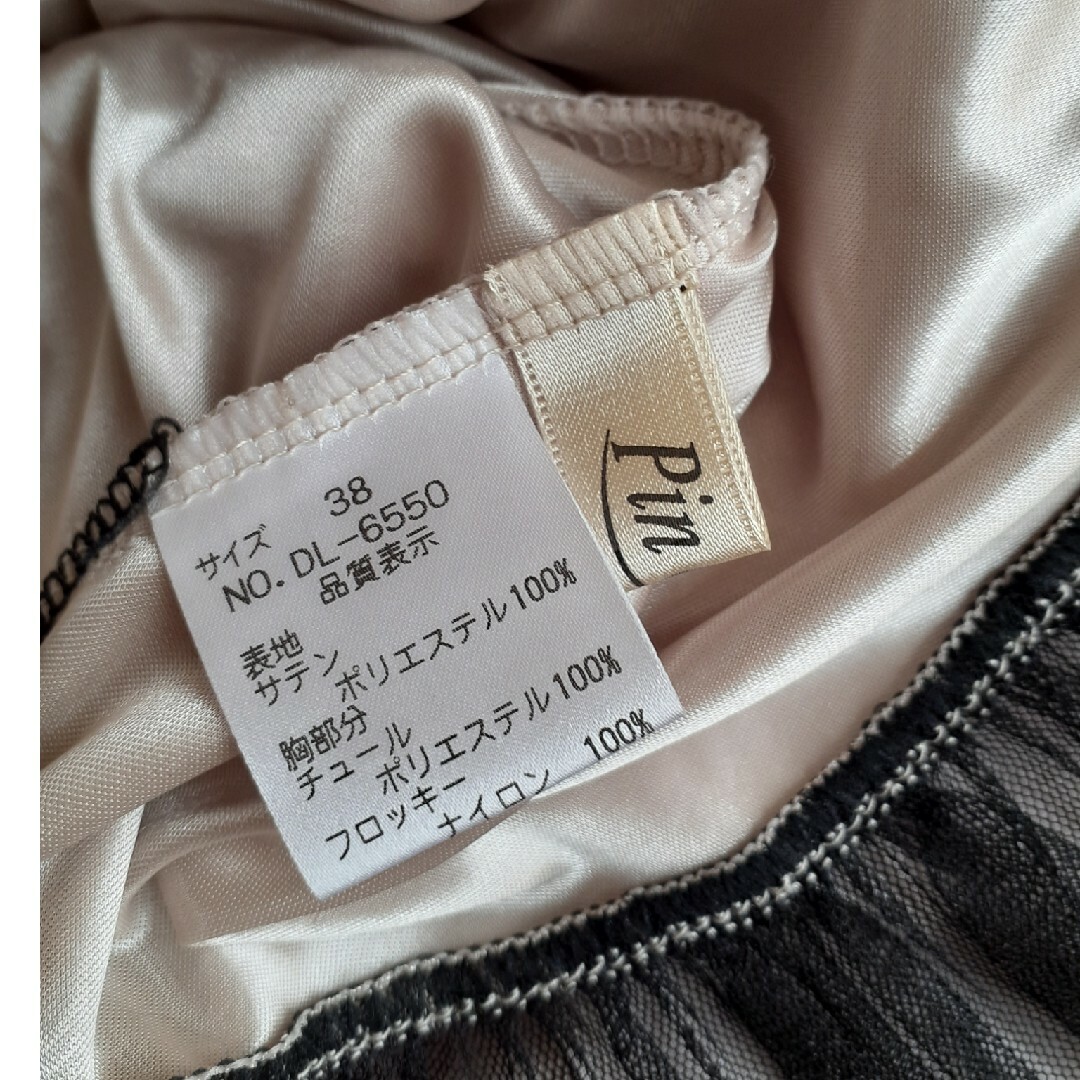 サイズ 38
NO. DL-6550
品質表示
表地
サテン
ポリエステル100%
胸部分
チュール
ポリエステル100%
フロッキー
ナイロン 100%
Pin